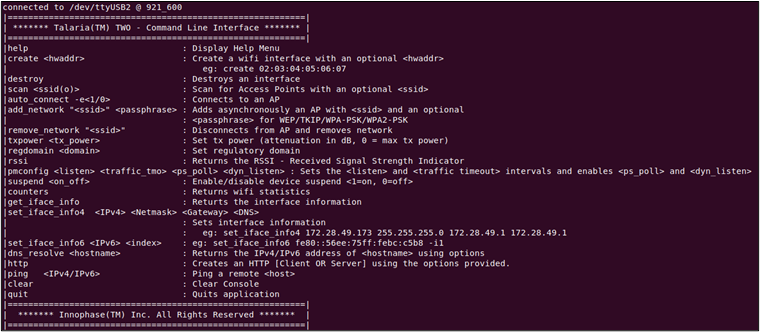 connected to /dev/ttyUSB2 @ 921_600
|=========================================================|
| ******* Talaria(TM) TWO - Command Line Interface ******* |
|=========================================================|
|help : Display Help Menu
|create <hwaddr> : Create a wifi interface with an optional <hwaddr>
| eg: create 02:03:04:05:06:07
|destroy : Destroys an interface
|scan <ssid(o)> : Scan for Access Points with an optional <ssid>
|auto_connect -e<1/0> : Connects to an AP
|add_network "<ssid>" <passphrase> : Adds asynchronously an AP with <ssid> and an optional
| : <passphrase> for WEP/TKIP/WPA-PSK/WPA2-PSK
|remove_network "<ssid>" : Disconnects from AP and removes network
|txpower <tx_power> : Set tx power (attenuation in dB, 0 = max tx power)
|regdomain <domain> : Set regulatory domain
|rssi : Returns the RSSI - Received Signal Strength Indicator
|pmconfig <listen> <traffic_tmo> <ps_poll> <dyn_listen> : Sets the <listen> and <traffic timeout> intervals and enables <ps_poll> and <dyn_listen>
|suspend <on_off> : Enable/disable device suspend <1=on, 0=off>
|counters : Returns wifi statistics
|get_iface_info : Retuerns the interface information
|set_iface_info4 <IPv4> <Netmask> <Gateway> <DNS>
| : Sets interface information
| : eg: set_iface_info4 172.28.49.173 255.255.255.0 172.28.49.1 172.28.49.1
|set_iface_info6 <IPv6> <index> : eg: set_iface_info6 fe80::56ee:75ff:febc:c5b8 -i1
|dns_resolve <hostname> : Returns the IPv4/IPv6 address of <hostname> using options
|http : Creates an HTTP [Client OR Server] using the options provided.
|ping <IPv4/IPv6> : Ping a remote <host>
|clear : Clear Console
|quit : Quits application
|=========================================================|
| ******* Innophase(TM) Inc. All Rights Reserved ******* |
|=========================================================|